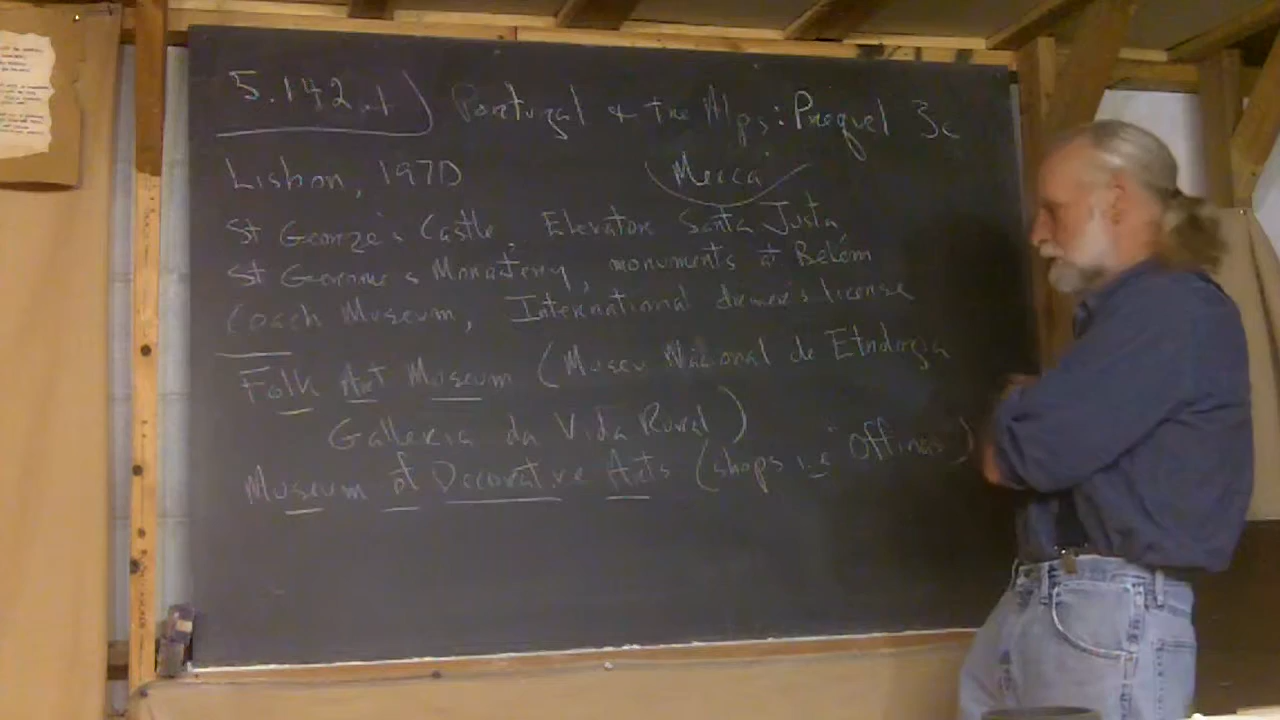 5.142.1) Portugal & the Alps: Prequel 3c
Lisbon, 1970 Mecca
St George's Castle Elevator Santa Justa,
St Geronimo's Monastery, monuments at Belém
Coach Museum, International driver's license
Folk Art Museum (Museu Nacional de Etnologia
Galleria da Vida Rural)
Museum of Decorative Arts (shops i.e "Offinas")